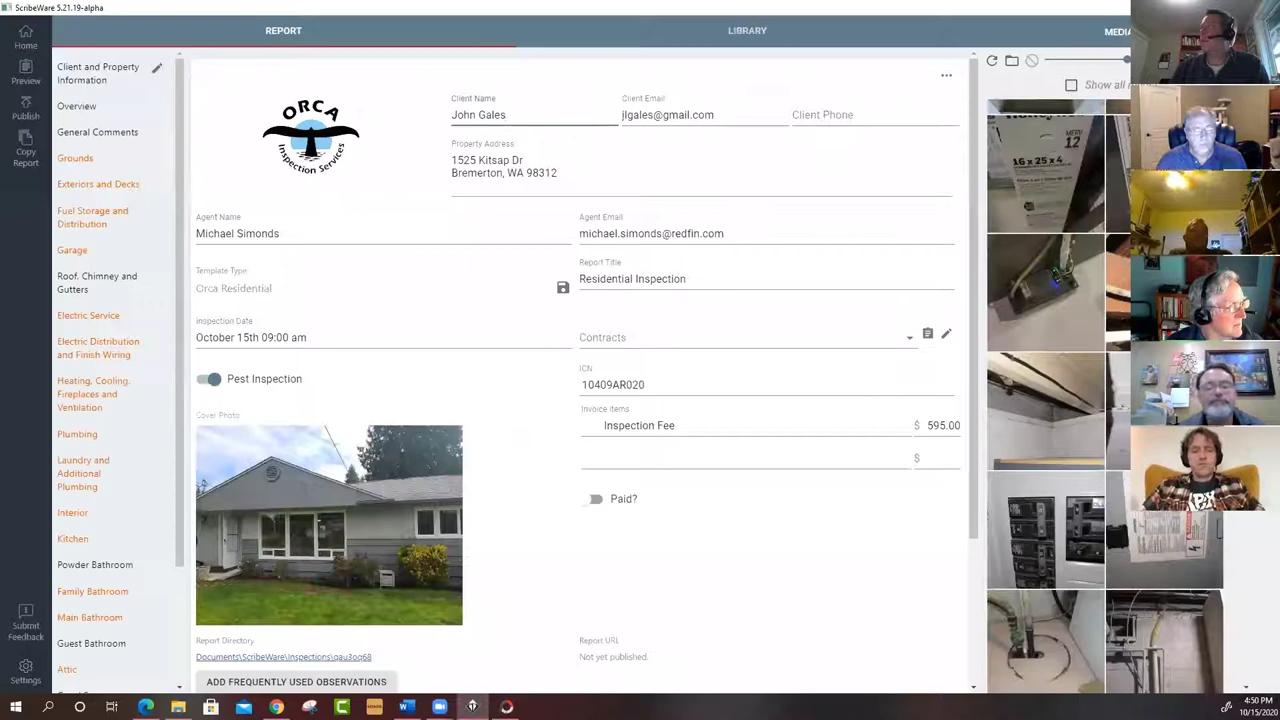 ScribeWare 5.21.19-alpha
REPORT
LIBRARY
MEDIA
Home
Preview
Publish
Copy
Report
Submit
Feedback
Settings
Client and Property
Information
Overview
General Comments
Grounds
Exteriors and Decks
Fuel Storage and
Distribution
Garage
Roof, Chimney and
Gutters
Electric Service
Electric Distribution
and Finish Wiring
Heating, Cooling,
Fireplaces and
Ventilation
Plumbing
Laundry and
Additional
Plumbing
Interior
Kitchen
Powder Bathroom
Family Bathroom
Main Bathroom
Guest Bathroom
Attic
ORCA
Inspection Services
Client Name
John Gales
Client Email
jlgales@gmail.com
Client Phone
Property Address
1525 Kitsap Dr
Bremerton, WA 98312
Agent Name
Michael Simonds
Agent Email
michael.simonds@redfin.com
Template Type
Orca Residential
Report Title
Residential Inspection
Inspection Date
October 15th 09:00 am
Contracts
Pest Inspection
ICN
10409AR020
Cover Photo
Invoice items
Inspection Fee $ 595.00
$
Paid?
Report Directory
Documents\ScribeWare\Inspections\qau3oq68
Report URL
Not yet published.
ADD FREQUENTLY USED OBSERVATIONS
Show all
MERV
12
16 x 25 x 4
4:50 PM
10/15/2020